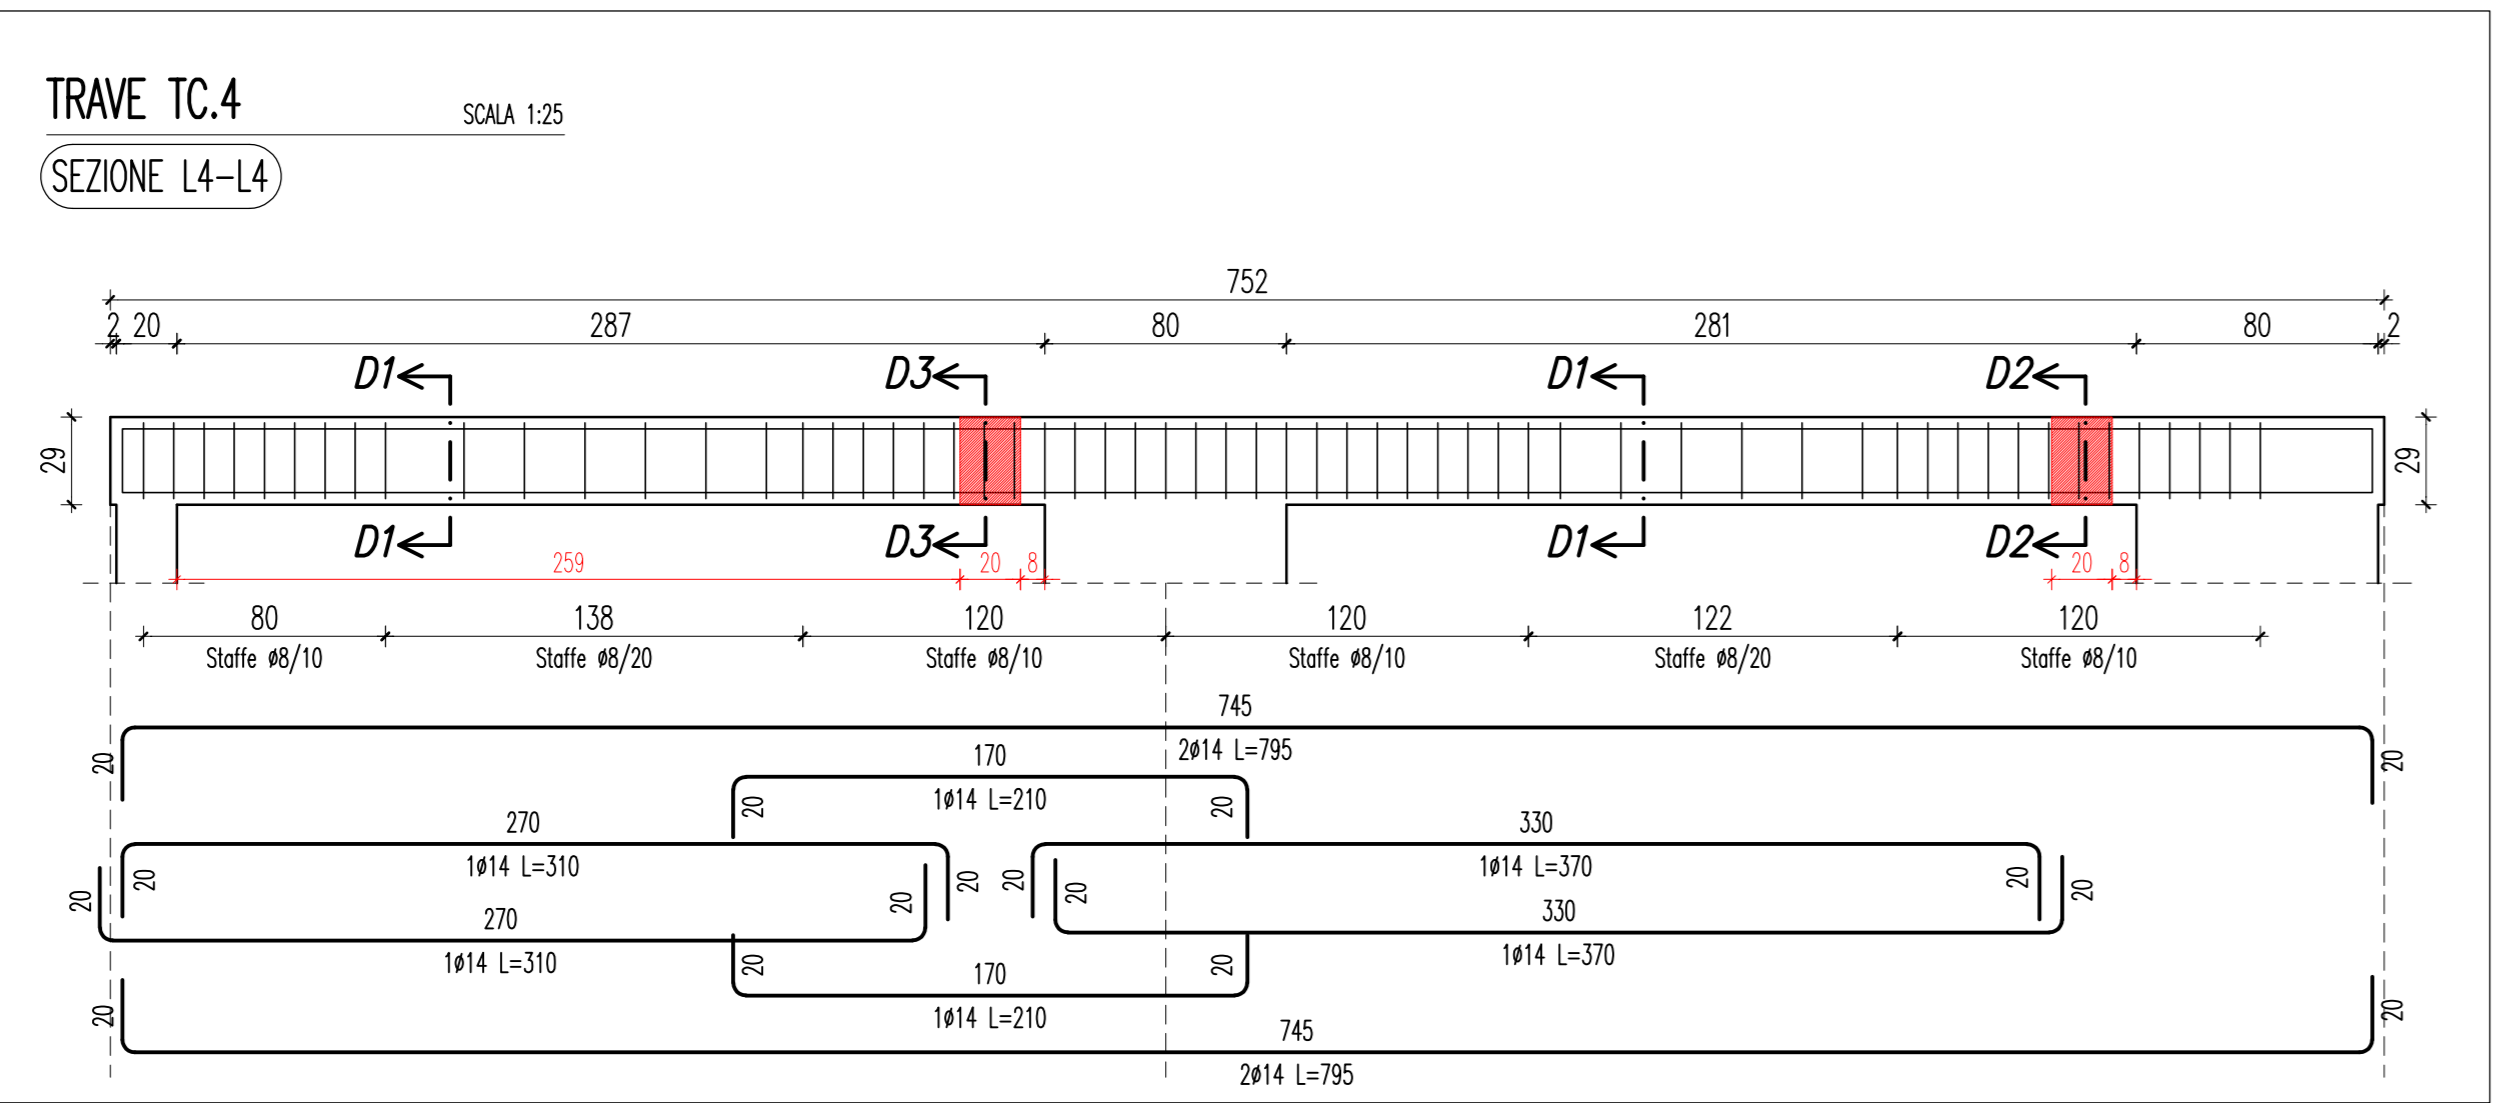 TRAVE TC.4
SCALA 1:25
SEZIONE L4-L4
752
2 20 287 80 281 80 2
D1 D3 D1 D2
29 29
D1 D3 D1 D2
259 20 8 20 8
80 138 120 120 122 120
Staffe ø8/10 Staffe ø8/20 Staffe ø8/10 Staffe ø8/10 Staffe ø8/20 Staffe ø8/10
745
20 2ø14 L=795 20
170
20 1ø14 L=210 20
270 330
20 1ø14 L=310 20 20 1ø14 L=370 20
20 270 20 20 330 20
1ø14 L=310 1ø14 L=370
20 170 20
1ø14 L=210
20 745 20
2ø14 L=795